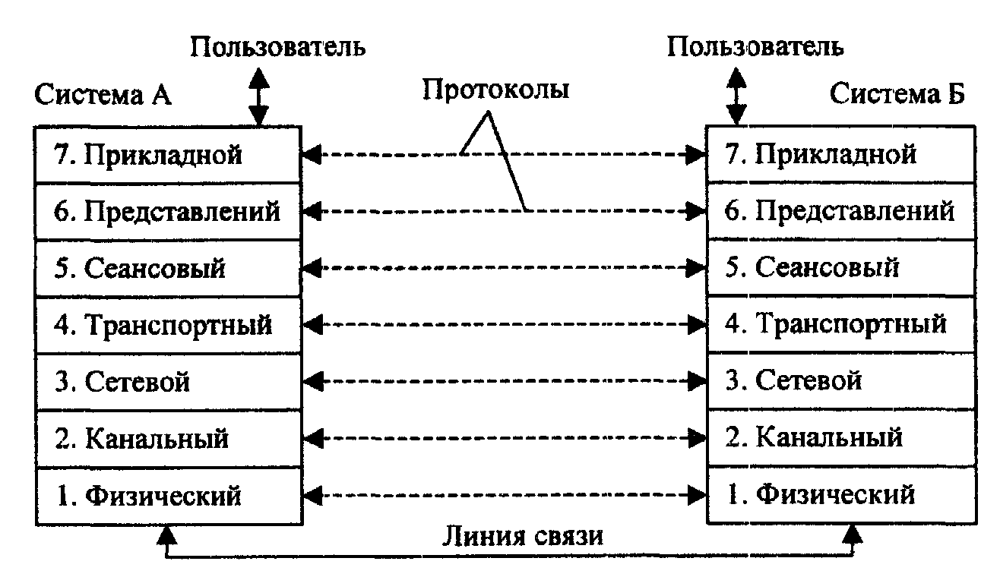 Пользователь
Пользователь
Система А
Протоколы
Система Б
7. Прикладной
7. Прикладной
6. Представлений
6. Представлений
5. Сеансовый
5. Сеансовый
4. Транспортный
4. Транспортный
3. Сетевой
3. Сетевой
2. Канальный
2. Канальный
1. Физический
1. Физический
Линия связи